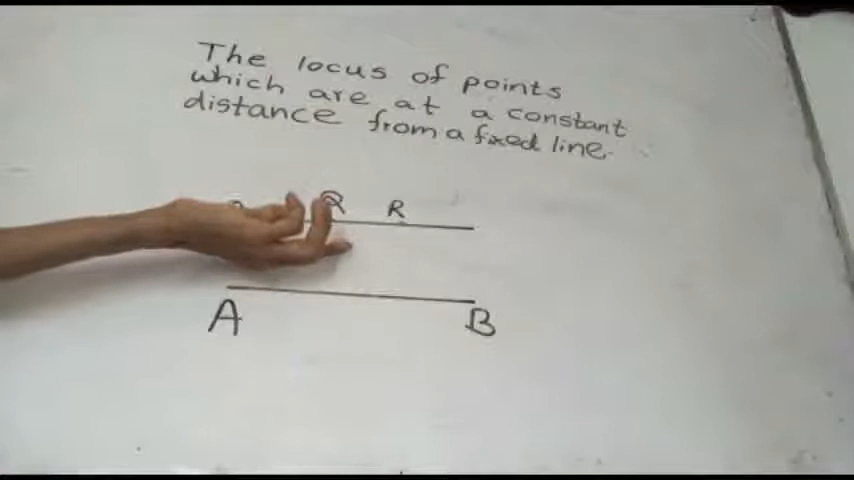 The locus of points
which are at a constant
distance from a fixed line.
Q R
A B